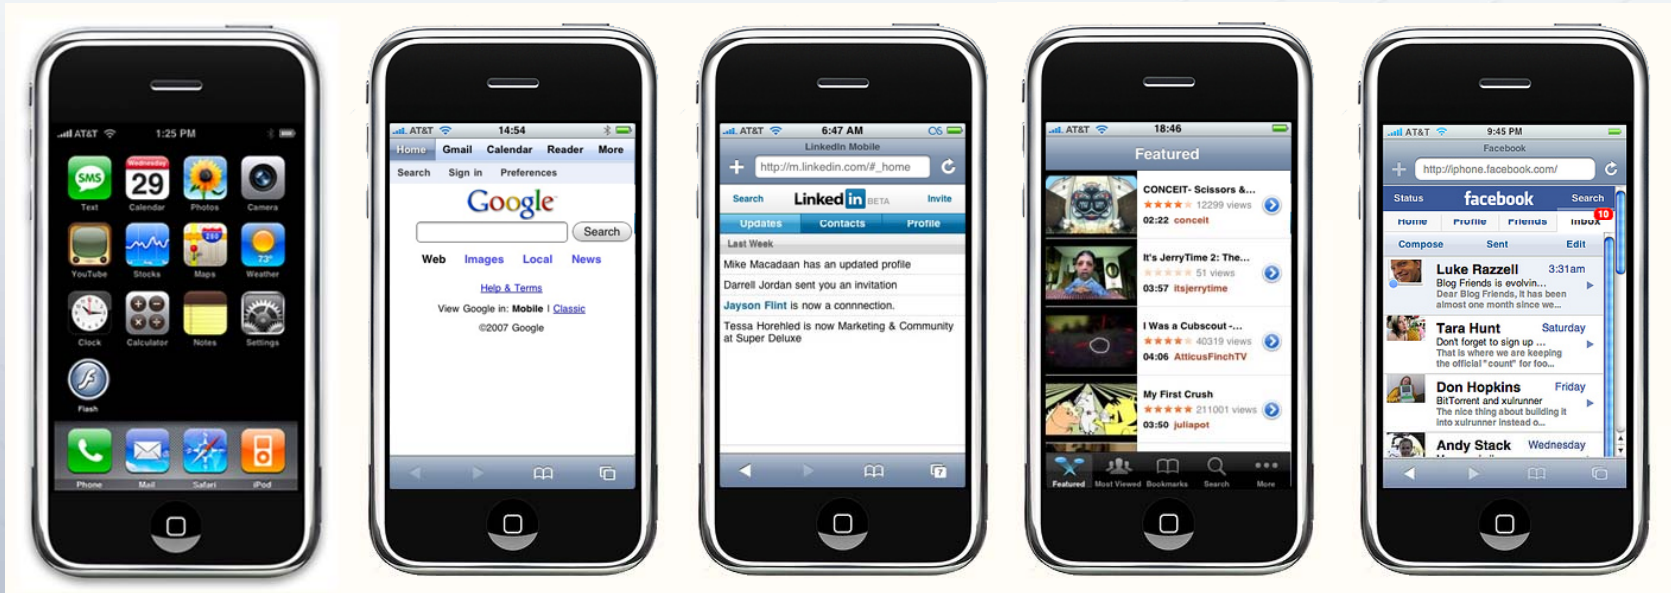 AT&T 1:25 PM
SMS Wednesday 29
Text Calendar Photos Camera
280 73°
YouTube Stocks Maps Weather
Clock Calculator Notes Settings
Flash
Phone Mail Safari iPod
AT&T 14:54
Home Gmail Calendar Reader More
Search Sign in Preferences
Google
Search
Web Images Local News
Help & Terms
View Google in: Mobile | Classic
©2007 Google
AT&T 6:47 AM
LinkedIn Mobile
http://m.linkedin.com/#_home
Search Linked in BETA Invite
Updates Contacts Profile
Last Week
Mike Macadaan has an updated profile
Darrell Jordan sent you an invitation
Jayson Flint is now a connnection.
Tessa Horehled is now Marketing & Community
at Super Deluxe
7
AT&T 18:46
Featured
CONCEIT- Scissors &...
12299 views
02:22 conceit
It's JerryTime 2: The...
51 views
03:57 itsjerrytime
I Was a Cubscout -...
40319 views
04:06 AtticusFinchTV
My First Crush
211001 views
03:50 juliapot
Featured Most Viewed Bookmarks Search More
AT&T 9:45 PM
Facebook
http://iphone.facebook.com/
Status facebook Search
Home Profile Friends Inbox 10
Compose Sent Edit
Luke Razzell 3:31am
Blog Friends is evolvin...
Dear Blog Friends, It has been
almost one month since we...
Tara Hunt Saturday
Don't forget to sign up ...
That is where we are keeping
the official "count" for foo...
Don Hopkins Friday
BitTorrent and xulrunner
The nice thing about building it
into xulrunner instead o...
Andy Stack Wednesday